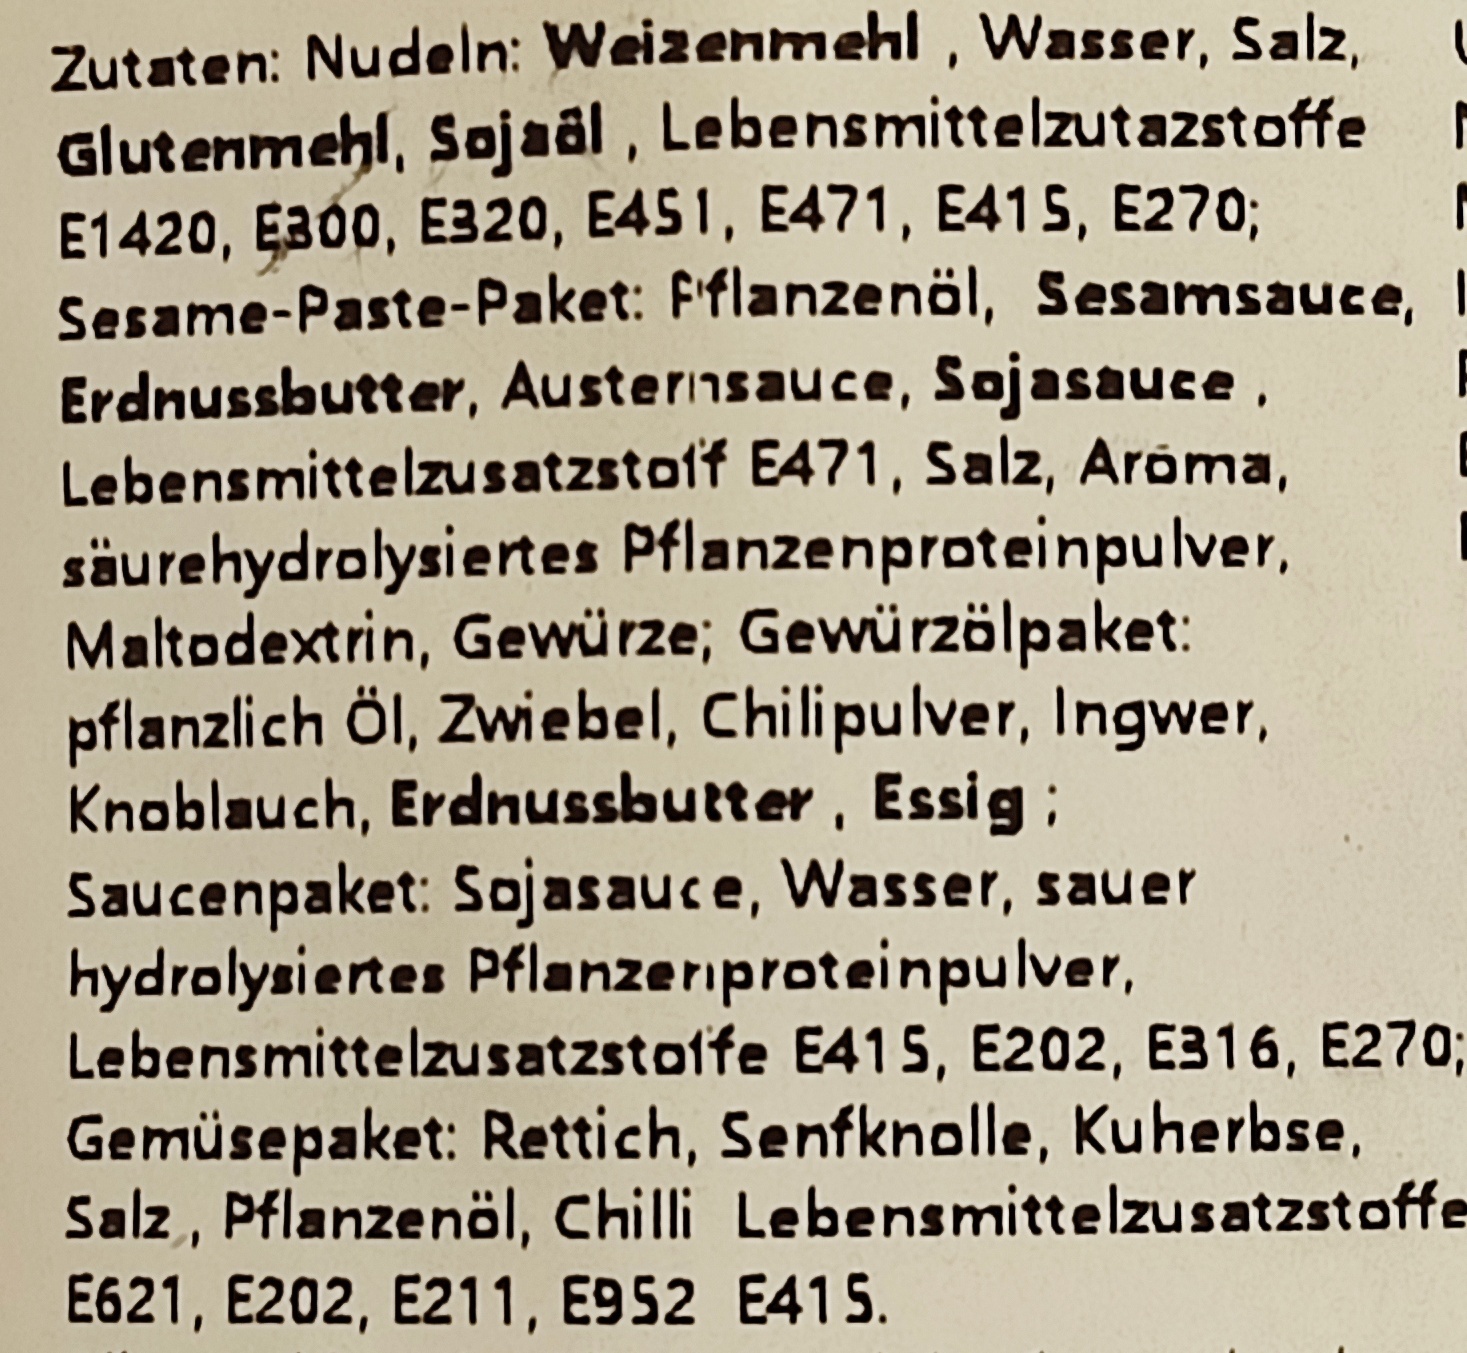 Zutaten: Nudeln: Weizenmehl , Wasser, Salz,
Glutenmehl, Sojaöl , Lebensmittelzutazstoffe
E1420, E300, E320, E451, E471, E415, E270;
Sesame-Paste-Paket: Pflanzenöl, Sesamsauce,
Erdnussbutter, Austernsauce, Sojasauce ,
Lebensmittelzusatzstoff E471, Salz, Aroma,
säurehydrolysiertes Pflanzenproteinpulver,
Maltodextrin, Gewürze; Gewürzölpaket:
pflanzlich Öl, Zwiebel, Chilipulver, Ingwer,
Knoblauch, Erdnussbutter , Essig ;
Saucenpaket: Sojasauce, Wasser, sauer
hydrolysiertes Pflanzenproteinpulver,
Lebensmittelzusatzstoffe E415, E202, E316, E270;
Gemüsepaket: Rettich, Senfknolle, Kuherbse,
Salz , Pflanzenöl, Chilli Lebensmittelzusatzstoffe
E621, E202, E211, E952 E415.